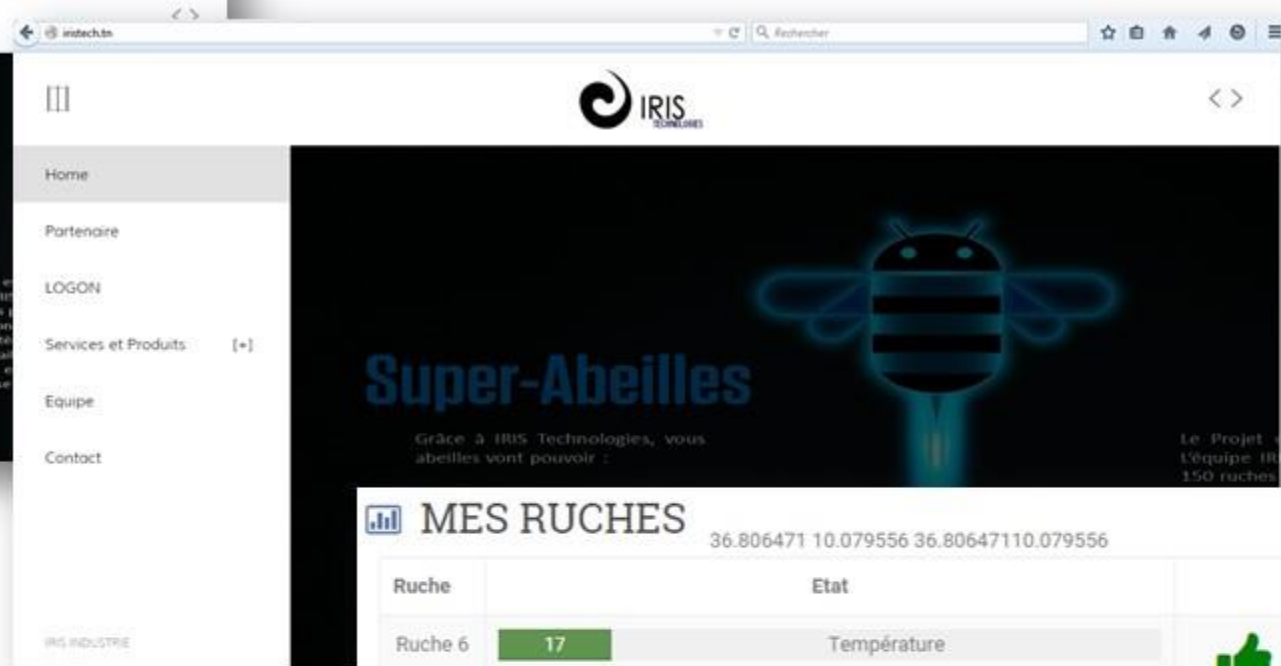 iristech.tn
Rechercher
IRIS
TECHNOLOGIES
Home
Partenaire
LOGON
Services et Produits [+]
Equipe
Contact
IRIS INDUSTRIE
Super-Abeilles
Grâce à IRIS Technologies, vous
abeilles vont pouvoir :
Le Projet
L'équipe IR
150 ruches
MES RUCHES
36.806471 10.079556 36.80647110.079556
Ruche Etat
Ruche 6 17 Température